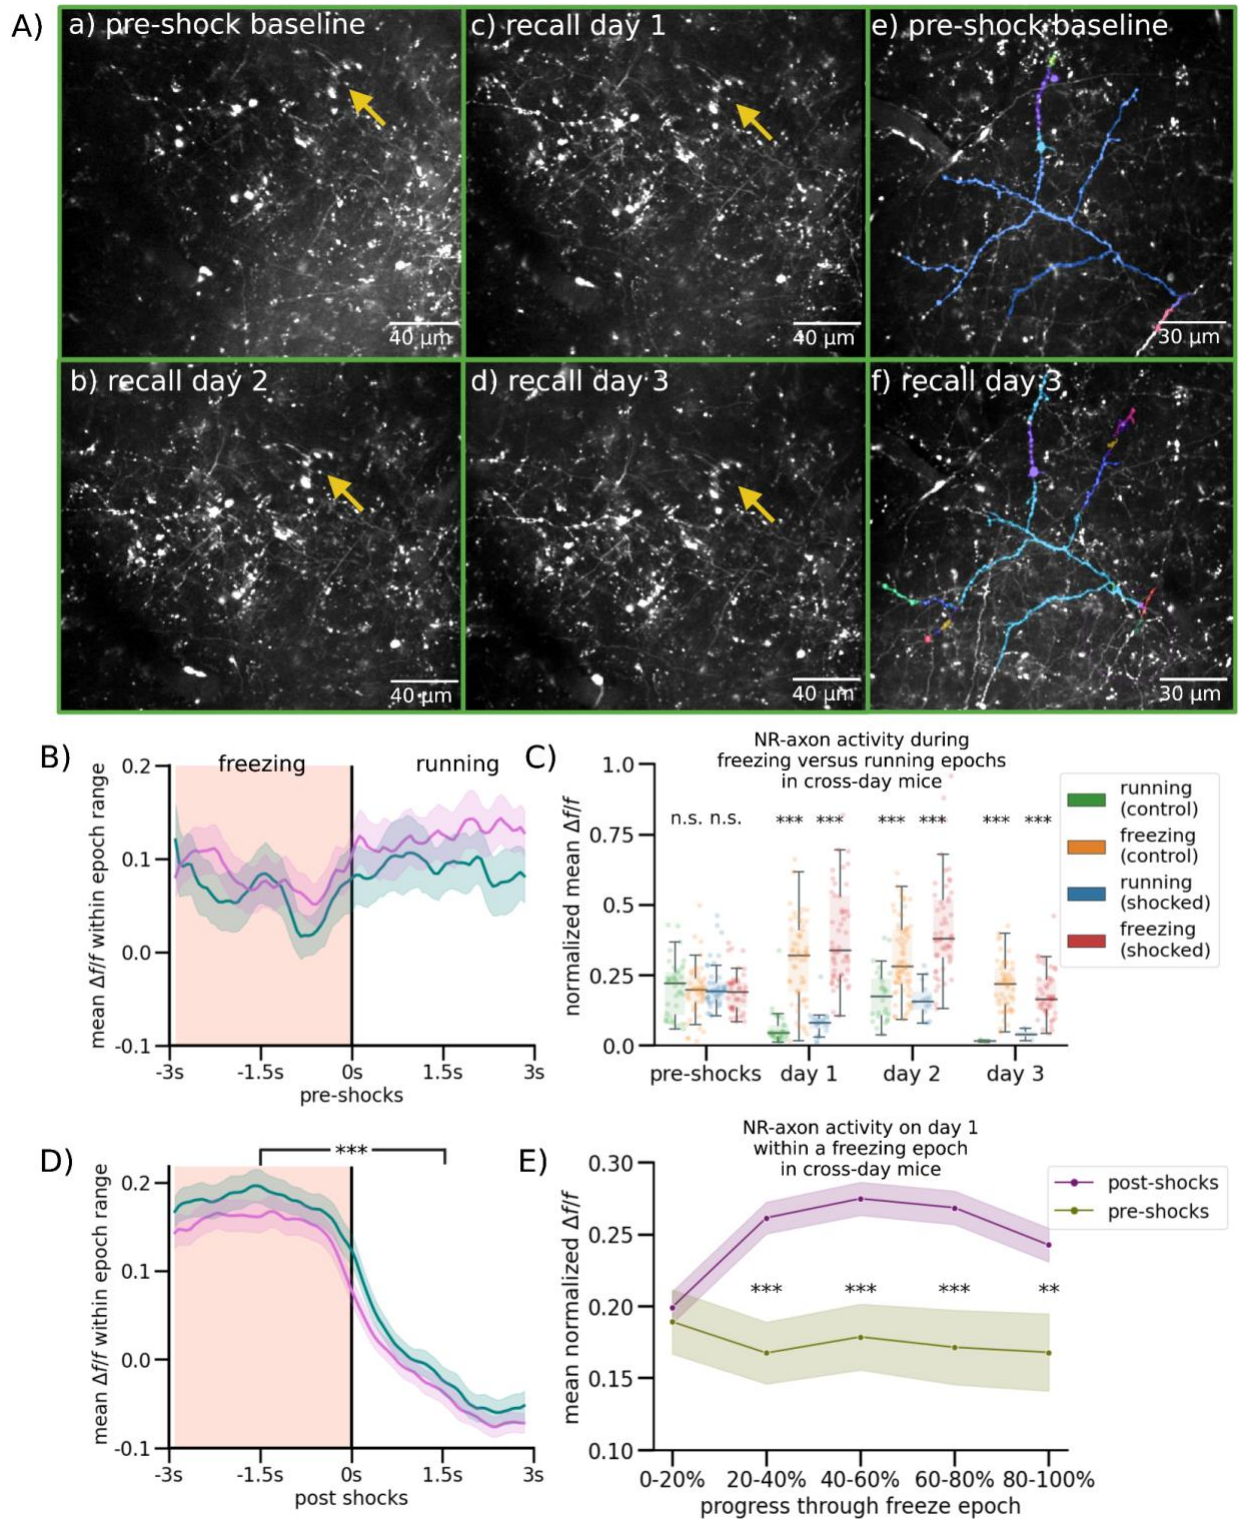 A)
a) pre-shock baseline
c) recall day 1
e) pre-shock baseline
40 μm
40 μm
30 μm
b) recall day 2
d) recall day 3
f) recall day 3
40 μm
40 μm
30 μm
B)
mean Δf/f within epoch range
0.2
0.1
0.0
-0.1
freezing
running
-3s
-1.5s
0s
1.5s
3s
pre-shocks
C)
NR-axon activity during
freezing versus running epochs
in cross-day mice
normalized mean Δf/f
1.0
0.75
0.5
0.25
0.0
n.s. n.s.
*** ***
*** ***
*** ***
pre-shocks
day 1
day 2
day 3
running
(control)
freezing
(control)
running
(shocked)
freezing
(shocked)
D)
mean Δf/f within epoch range
0.2
0.1
0.0
-0.1
***
-3s
-1.5s
0s
1.5s
3s
post shocks
E)
NR-axon activity on day 1
within a freezing epoch
in cross-day mice
mean normalized Δf/f
0.30
0.25
0.20
0.15
0.10
***
***
***
**
0-20%
20-40%
40-60%
60-80%
80-100%
progress through freeze epoch
post-shocks
pre-shocks